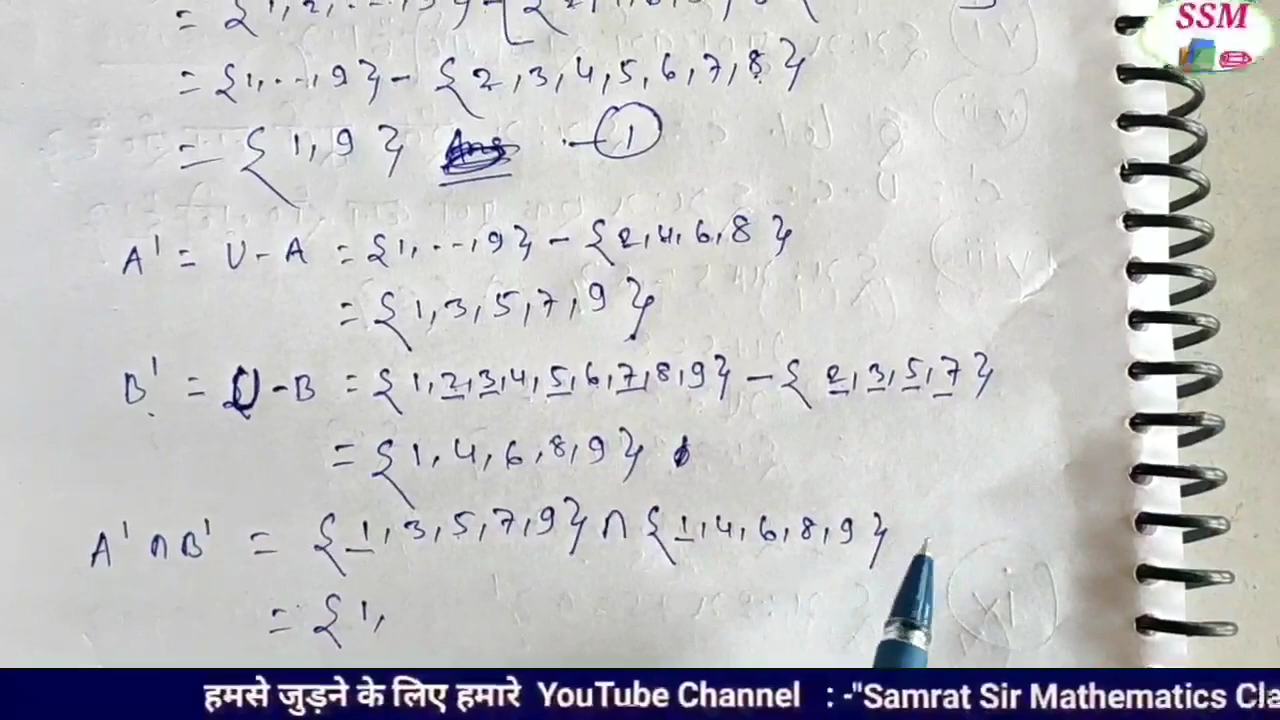 SSM
= {1, ..., 9} - {2, 3, 4, 5, 6, 7, 8}
= {1, 9} - ①
A' = U - A = {1, ..., 9} - {2, 4, 6, 8}
= {1, 3, 5, 7, 9}
B' = U - B = {1, 2, 3, 4, 5, 6, 7, 8, 9} - {2, 3, 5, 7}
= {1, 4, 6, 8, 9}
A' ∩ B' = {1, 3, 5, 7, 9} ∩ {1, 4, 6, 8, 9}
= {1,
हमसे जुड़ने के लिए हमारे YouTube Channel : -"Samrat Sir Mathematics Cla